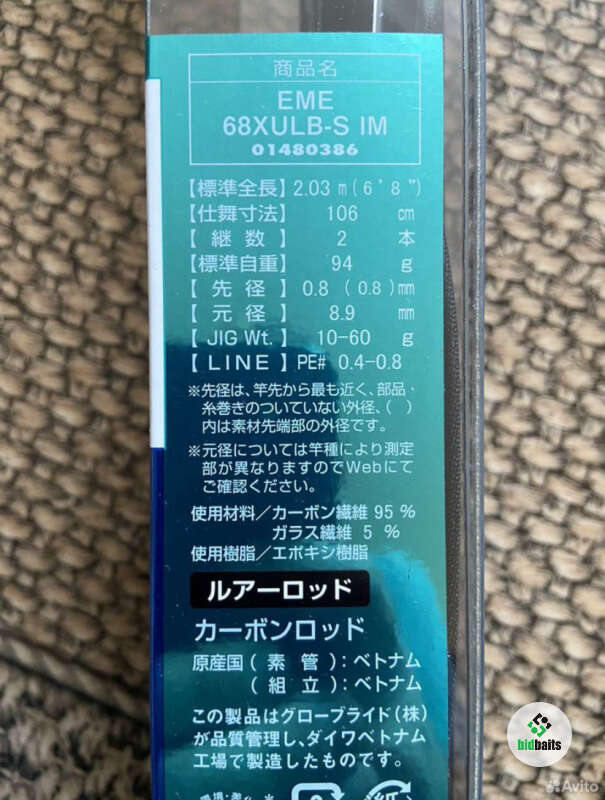 商品名
EME
68XULB-S IM
01480386
【標準全長】2.03 m(6'8")
【仕舞寸法】 106 cm
【 継 数 】 2 本
【標準自重】 94 g
【 先 径 】 0.8 (0.8)mm
【 元 径 】 8.9 mm
【 JIG Wt. 】 10-60 g
【 LINE 】PE# 0.4-0.8
※先径は、竿先から最も近く、部品・
糸巻きのついていない外径、( )
内は素材先端部の外径です。
※元径については竿種により測定
部が異なりますのでWebにて
ご確認ください。
使用材料/カーボン繊維 95 %
ガラス繊維 5 %
使用樹脂/エポキシ樹脂
ルアーロッド
カーボンロッド
原産国(素 管):ベトナム
(組 立):ベトナム
この製品はグローブライド(株)
が品質管理し、ダイワベトナム
工場で製造したものです。
bidbaits
Avito